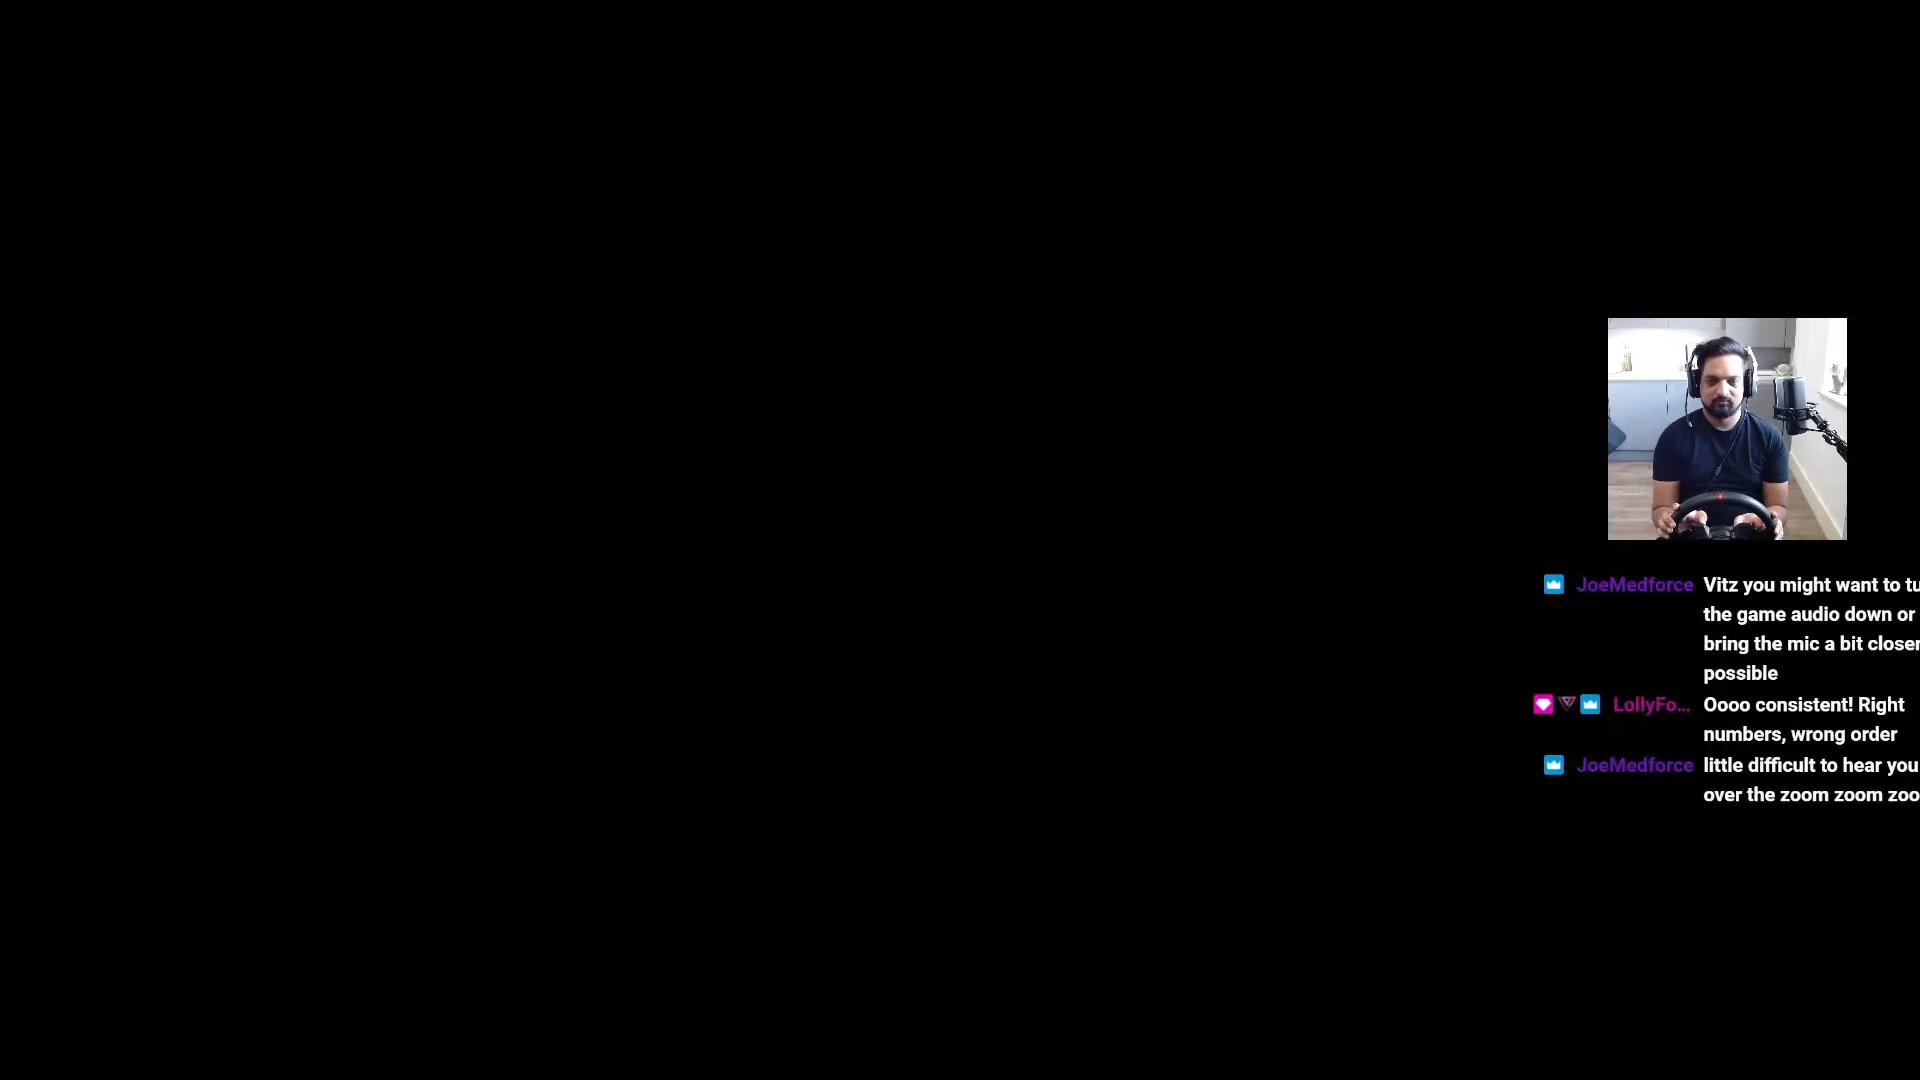 JoeMedforce Vitz you might want to tu
the game audio down or
bring the mic a bit closer
possible
LollyFo... Oooo consistent! Right
numbers, wrong order
JoeMedforce little difficult to hear you
over the zoom zoom zoo